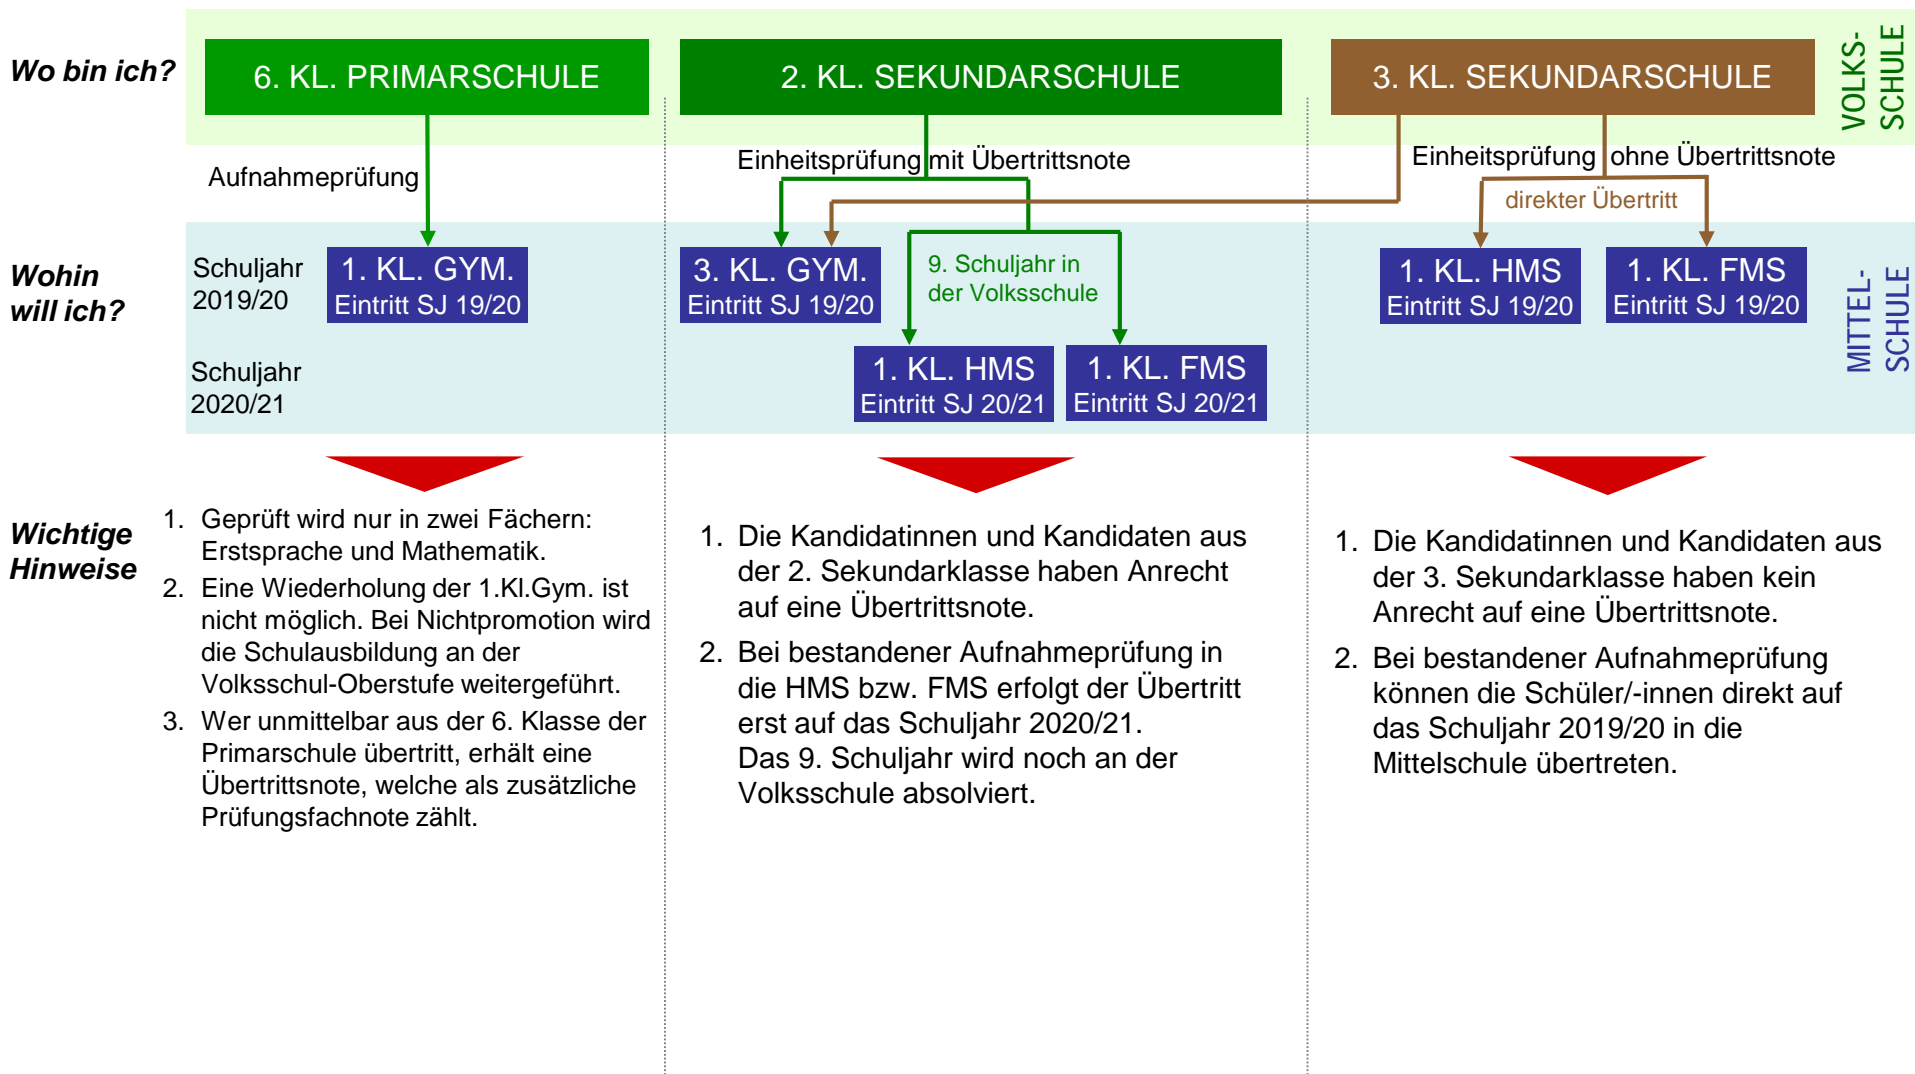 Wo bin ich?
6. KL. PRIMARSCHULE
2. KL. SEKUNDARSCHULE
3. KL. SEKUNDARSCHULE
VOLKS-
SCHULE
Aufnahmeprüfung
Einheitsprüfung mit Übertrittsnote
Einheitsprüfung ohne Übertrittsnote
direkter Übertritt
Wohin
will ich?
Schuljahr
2019/20
1. KL. GYM.
Eintritt SJ 19/20
3. KL. GYM.
Eintritt SJ 19/20
9. Schuljahr in
der Volksschule
1. KL. HMS
Eintritt SJ 19/20
1. KL. FMS
Eintritt SJ 19/20
MITTEL-
SCHULE
Schuljahr
2020/21
1. KL. HMS
Eintritt SJ 20/21
1. KL. FMS
Eintritt SJ 20/21
Wichtige
Hinweise
1. Geprüft wird nur in zwei Fächern:
Erstsprache und Mathematik.
2. Eine Wiederholung der 1.Kl.Gym. ist
nicht möglich. Bei Nichtpromotion wird
die Schulausbildung an der
Volksschul-Oberstufe weitergeführt.
3. Wer unmittelbar aus der 6. Klasse der
Primarschule übertritt, erhält eine
Übertrittsnote, welche als zusätzliche
Prüfungsfachnote zählt.
1. Die Kandidatinnen und Kandidaten aus
der 2. Sekundarklasse haben Anrecht
auf eine Übertrittsnote.
2. Bei bestandener Aufnahmeprüfung in
die HMS bzw. FMS erfolgt der Übertritt
erst auf das Schuljahr 2020/21.
Das 9. Schuljahr wird noch an der
Volksschule absolviert.
1. Die Kandidatinnen und Kandidaten aus
der 3. Sekundarklasse haben kein
Anrecht auf eine Übertrittsnote.
2. Bei bestandener Aufnahmeprüfung
können die Schüler/-innen direkt auf
das Schuljahr 2019/20 in die
Mittelschule übertreten.